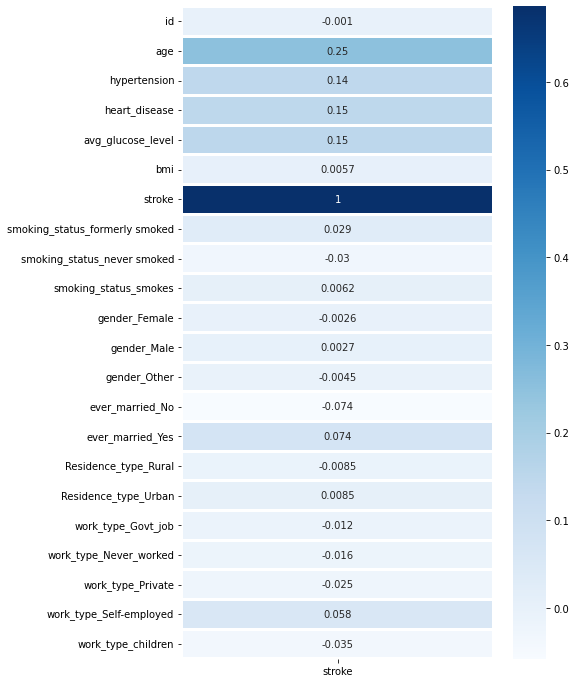 id -0.001
age 0.25
hypertension 0.14
heart_disease 0.15
avg_glucose_level 0.15
bmi 0.0057
stroke 1
smoking_status_formerly smoked 0.029
smoking_status_never smoked -0.03
smoking_status_smokes 0.0062
gender_Female -0.0026
gender_Male 0.0027
gender_Other -0.0045
ever_married_No -0.074
ever_married_Yes 0.074
Residence_type_Rural -0.0085
Residence_type_Urban 0.0085
work_type_Govt_job -0.012
work_type_Never_worked -0.016
work_type_Private -0.025
work_type_Self-employed 0.058
work_type_children -0.035
stroke
0.6
0.5
0.4
0.3
0.2
0.1
0.0